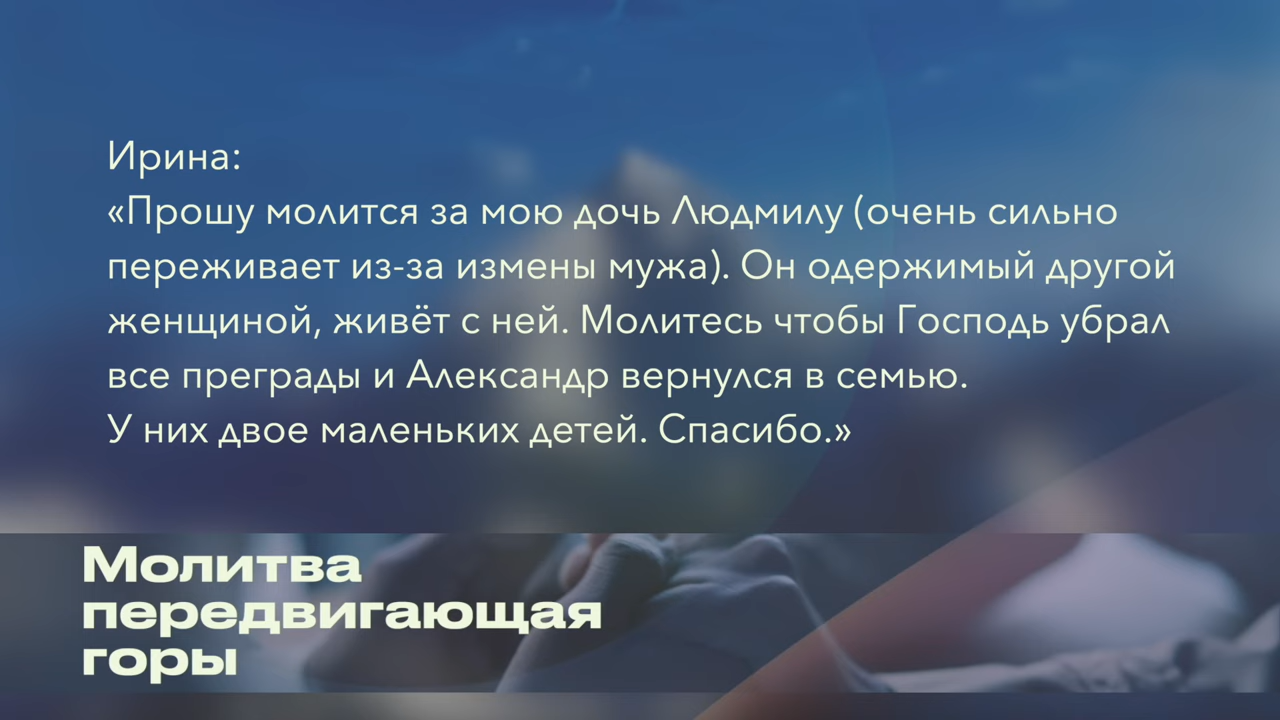 Ирина:
«Прошу молится за мою дочь Людмилу (очень сильно
переживает из-за измены мужа). Он одержимый другой
женщиной, живёт с ней. Молитесь чтобы Господь убрал
все преграды и Александр вернулся в семью.
У них двое маленьких детей. Спасибо.»
Молитва
передвигающая
горы